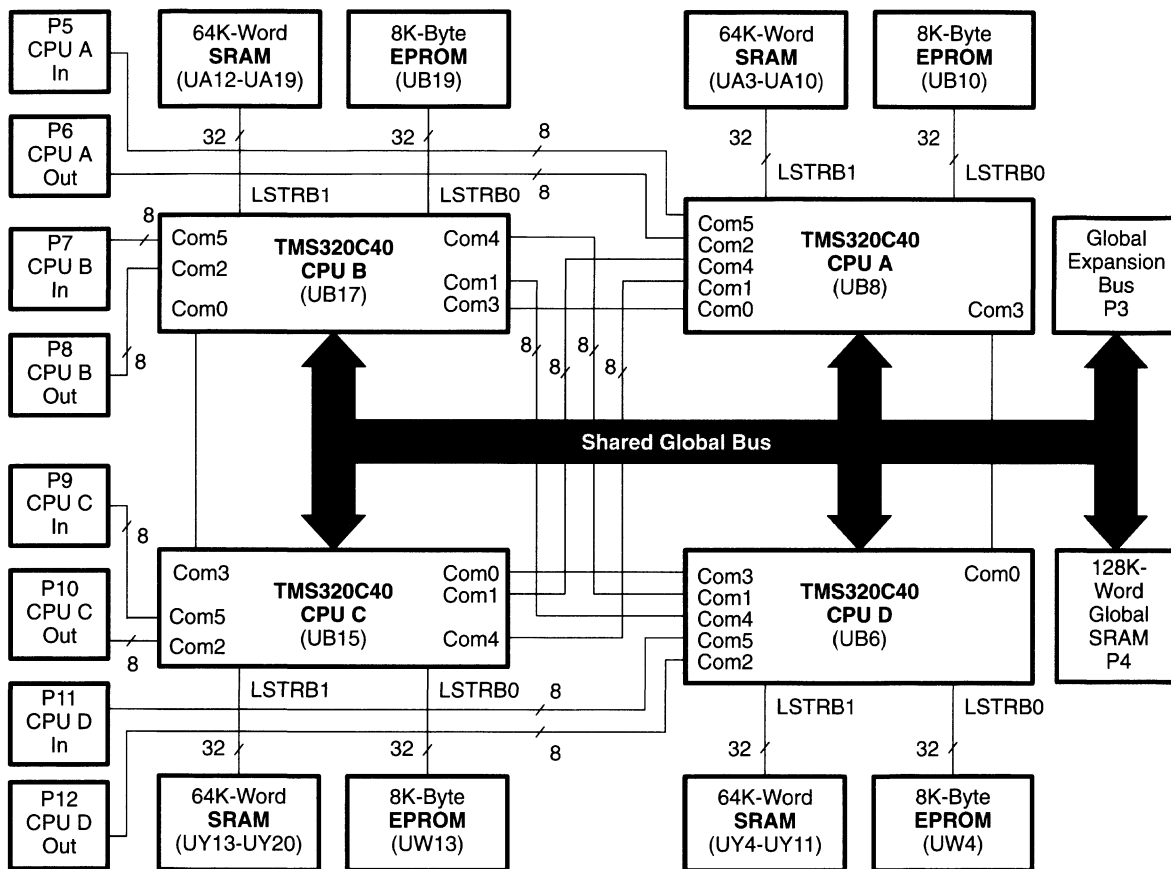 P5
CPU A
In
64K-Word
SRAM
(UA12-UA19)
8K-Byte
EPROM
(UB19)
64K-Word
SRAM
(UA3-UA10)
8K-Byte
EPROM
(UB10)
P6
CPU A
Out
32
32
8
8
32
32
LSTRB1
LSTRB0
LSTRB1
LSTRB0
P7
CPU B
In
8
Com5
Com2
Com0
TMS320C40
CPU B
(UB17)
Com4
Com1
Com3
Com5
Com2
Com4
Com1
Com0
TMS320C40
CPU A
(UB8)
Com3
Global
Expansion
Bus
P3
P8
CPU B
Out
8
8
8
8
8
Shared Global Bus
P9
CPU C
In
8
P10
CPU C
Out
8
Com3
Com5
Com2
TMS320C40
CPU C
(UB15)
Com0
Com1
Com4
Com3
Com1
Com4
Com5
Com2
TMS320C40
CPU D
(UB6)
Com0
128K-
Word
Global
SRAM
P4
P11
CPU D
In
LSTRB1
LSTRB0
8
8
LSTRB1
LSTRB0
32
32
32
32
P12
CPU D
Out
64K-Word
SRAM
(UY13-UY20)
8K-Byte
EPROM
(UW13)
64K-Word
SRAM
(UY4-UY11)
8K-Byte
EPROM
(UW4)